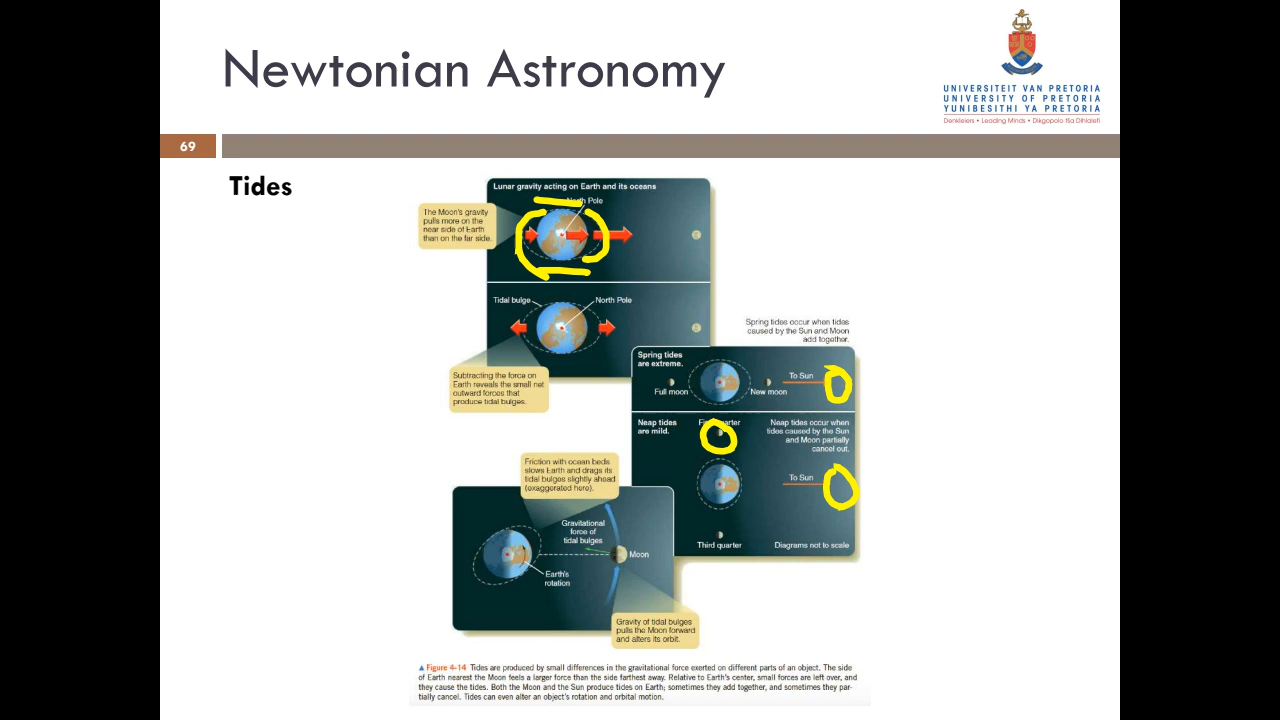 Newtonian Astronomy
UNIVERSITEIT VAN PRETORIA
UNIVERSITY OF PRETORIA
YUNIBESITHI YA PRETORIA
Denkleiers • Leading Minds • Dikgopolo tša Dihlalefi
69
Tides
Lunar gravity acting on Earth and its oceans
North Pole
The Moon's gravity
pulls more on the
near side of Earth
than on the far side.
Tidal bulge
North Pole
Subtracting the force on
Earth reveals the small net
outward forces that
produce tidal bulges.
Spring tides occur when tides
caused by the Sun and Moon
add together.
Spring tides
are extreme.
Full moon
New moon
To Sun
Neap tides
are mild.
First quarter
Neap tides occur when
tides caused by the Sun
and Moon partially
cancel out.
To Sun
Third quarter
Diagrams not to scale
Friction with ocean beds
slows Earth and drags its
tidal bulges slightly ahead
(exaggerated here).
Gravitational
force of
tidal bulges
Moon
Earth's
rotation
Gravity of tidal bulges
pulls the Moon forward
and alters its orbit.
▲ Figure 4-14 Tides are produced by small differences in the gravitational force exerted on different parts of an object. The side
of Earth nearest the Moon feels a larger force than the side farthest away. Relative to Earth's center, small forces are left over, and
they cause the tides. Both the Moon and the Sun produce tides on Earth; sometimes they add together, and sometimes they par-
tially cancel. Tides can even alter an object's rotation and orbital motion.